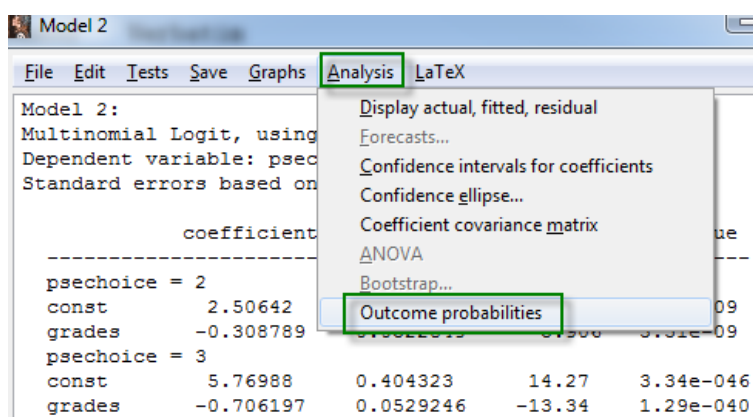 Model 2
File Edit Tests Save Graphs Analysis LaTeX
Model 2:
Multinomial Logit, using
Dependent variable: psec
Standard errors based on
Display actual, fitted, residual
Forecasts...
Confidence intervals for coefficients
Confidence ellipse...
Coefficient covariance matrix
ANOVA
Bootstrap...
Outcome probabilities
coefficient ue
psechoice = 2
const 2.50642 09
grades -0.308789
psechoice = 3
const 5.76988 0.404323 14.27 3.34e-046
grades -0.706197 0.0529246 -13.34 1.29e-040